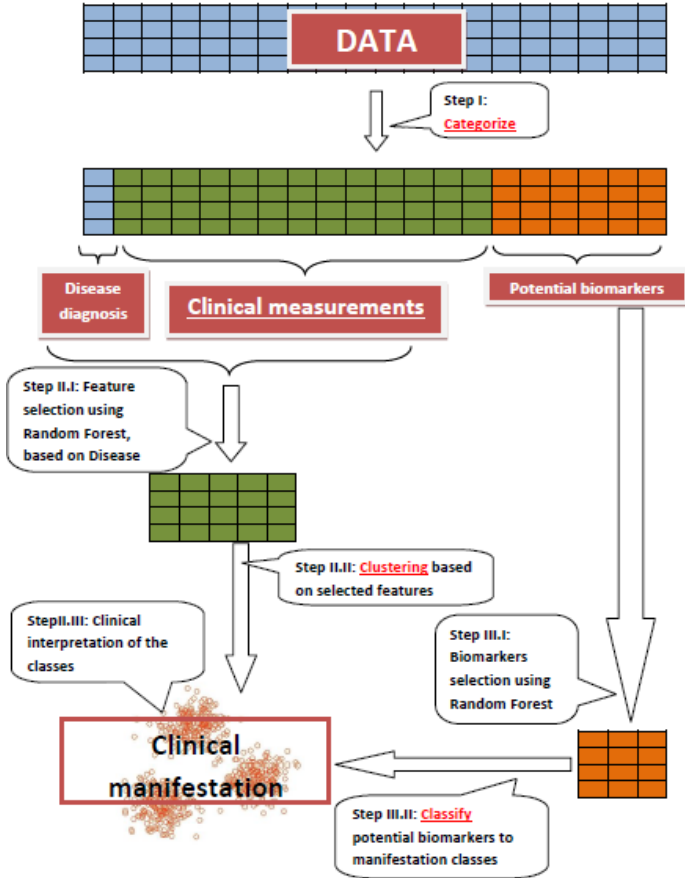 DATA
Step I:
Categorize
Disease
diagnosis
Clinical measurements
Potential biomarkers
Step II.I: Feature
selection using
Random Forest,
based on Disease
Step II.II: Clustering based
on selected features
StepII.III: Clinical
interpretation of the
classes
Step III.I:
Biomarkers
selection using
Random Forest
Clinical
manifestation
Step III.II: Classify
potential biomarkers to
manifestation classes